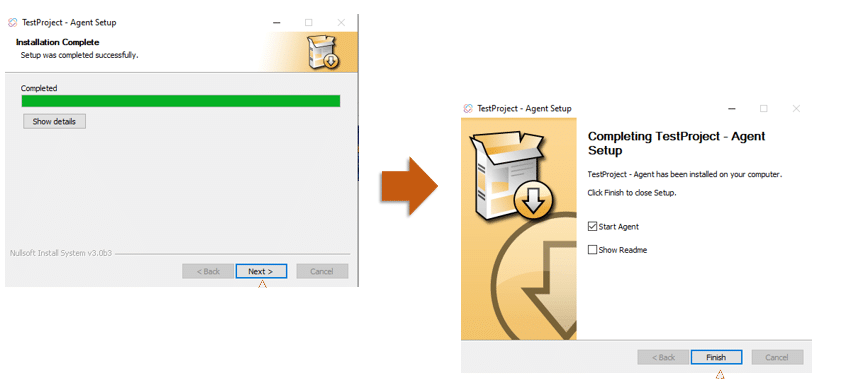 TestProject - Agent Setup
Installation Complete
Setup was completed successfully.
Completed
Show details
Nullsoft Install System v3.0b3
< Back
Next >
Cancel
TestProject - Agent Setup
Completing TestProject - Agent
Setup
TestProject - Agent has been installed on your computer.
Click Finish to close Setup.
Start Agent
Show Readme
< Back
Finish
Cancel